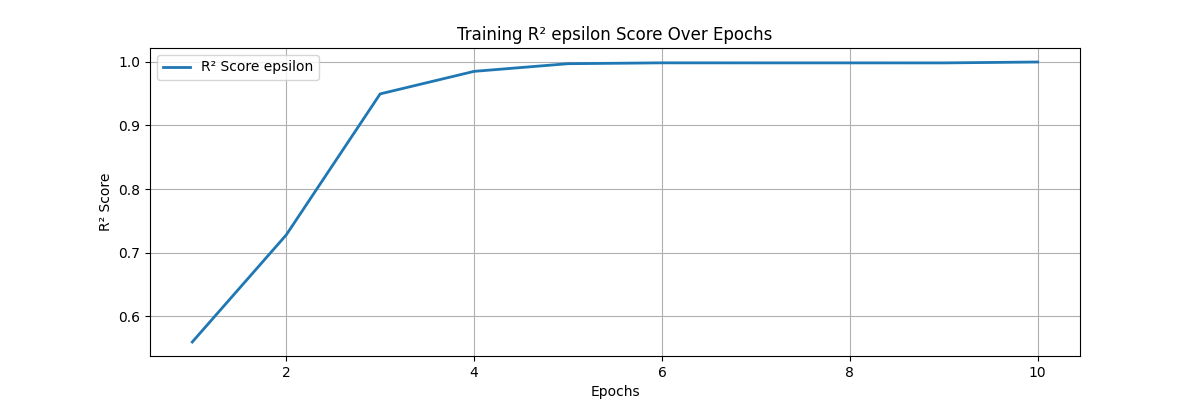 Training R² epsilon Score Over Epochs
R² Score epsilon
R² Score
1.0
0.9
0.8
0.7
0.6
2 4 6 8 10
Epochs